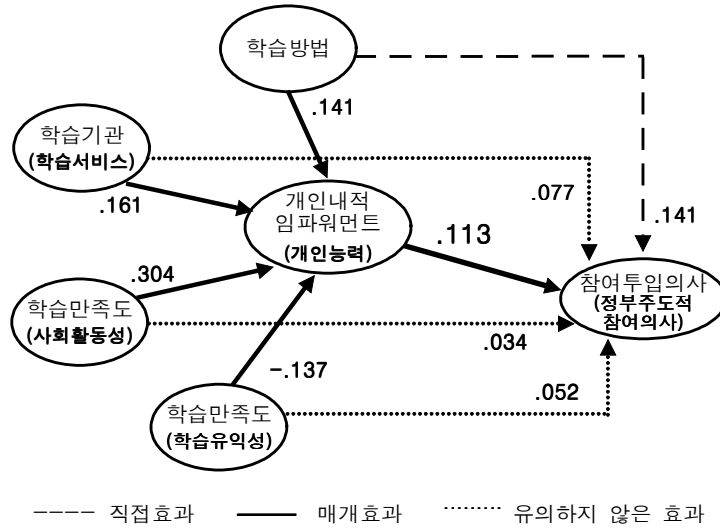 학습방법
.141
학습기관
(학습서비스)
.161
.077
개인내적
임파워먼트
(개인능력)
.113
.141
.304
학습만족도
(사회활동성)
참여투입의사
(정부주도적
참여의사)
.034
-.137
.052
학습만족도
(학습유익성)
직접효과 매개효과 유의하지 않은 효과